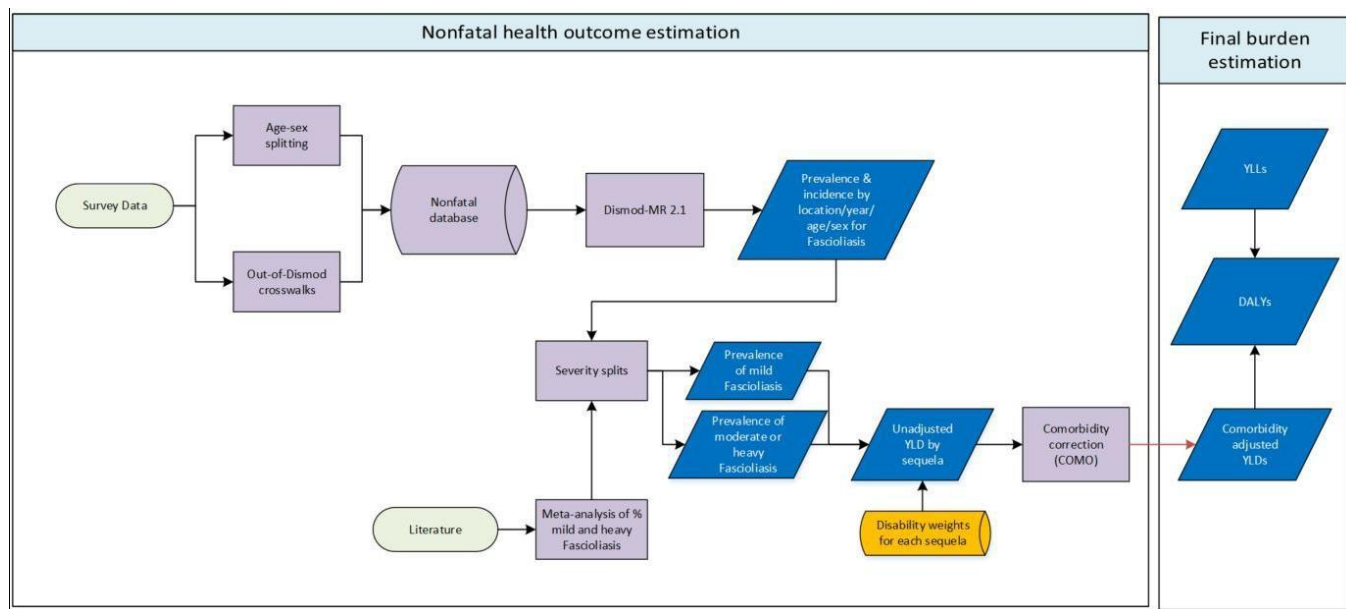 Nonfatal health outcome estimation
Final burden
estimation
Age-sex
splitting
Survey Data
Out-of-Dismod
crosswalks
Nonfatal
database
Dismod-MR 2.1
Prevalence &
incidence by
location/year/
age/sex for
Fascioliasis
Severity splits
Prevalence
of mild
Fascioliasis
Prevalence of
moderate or
heavy Fascioliasis
Unadjusted
YLD by
sequela
Comorbidity
correction
(COMO)
Literature
Meta-analysis of %
mild and heavy
Fascioliasis
Disability weights
for each sequela
YLLs
DALYs
Comorbidity
adjusted
YLDs